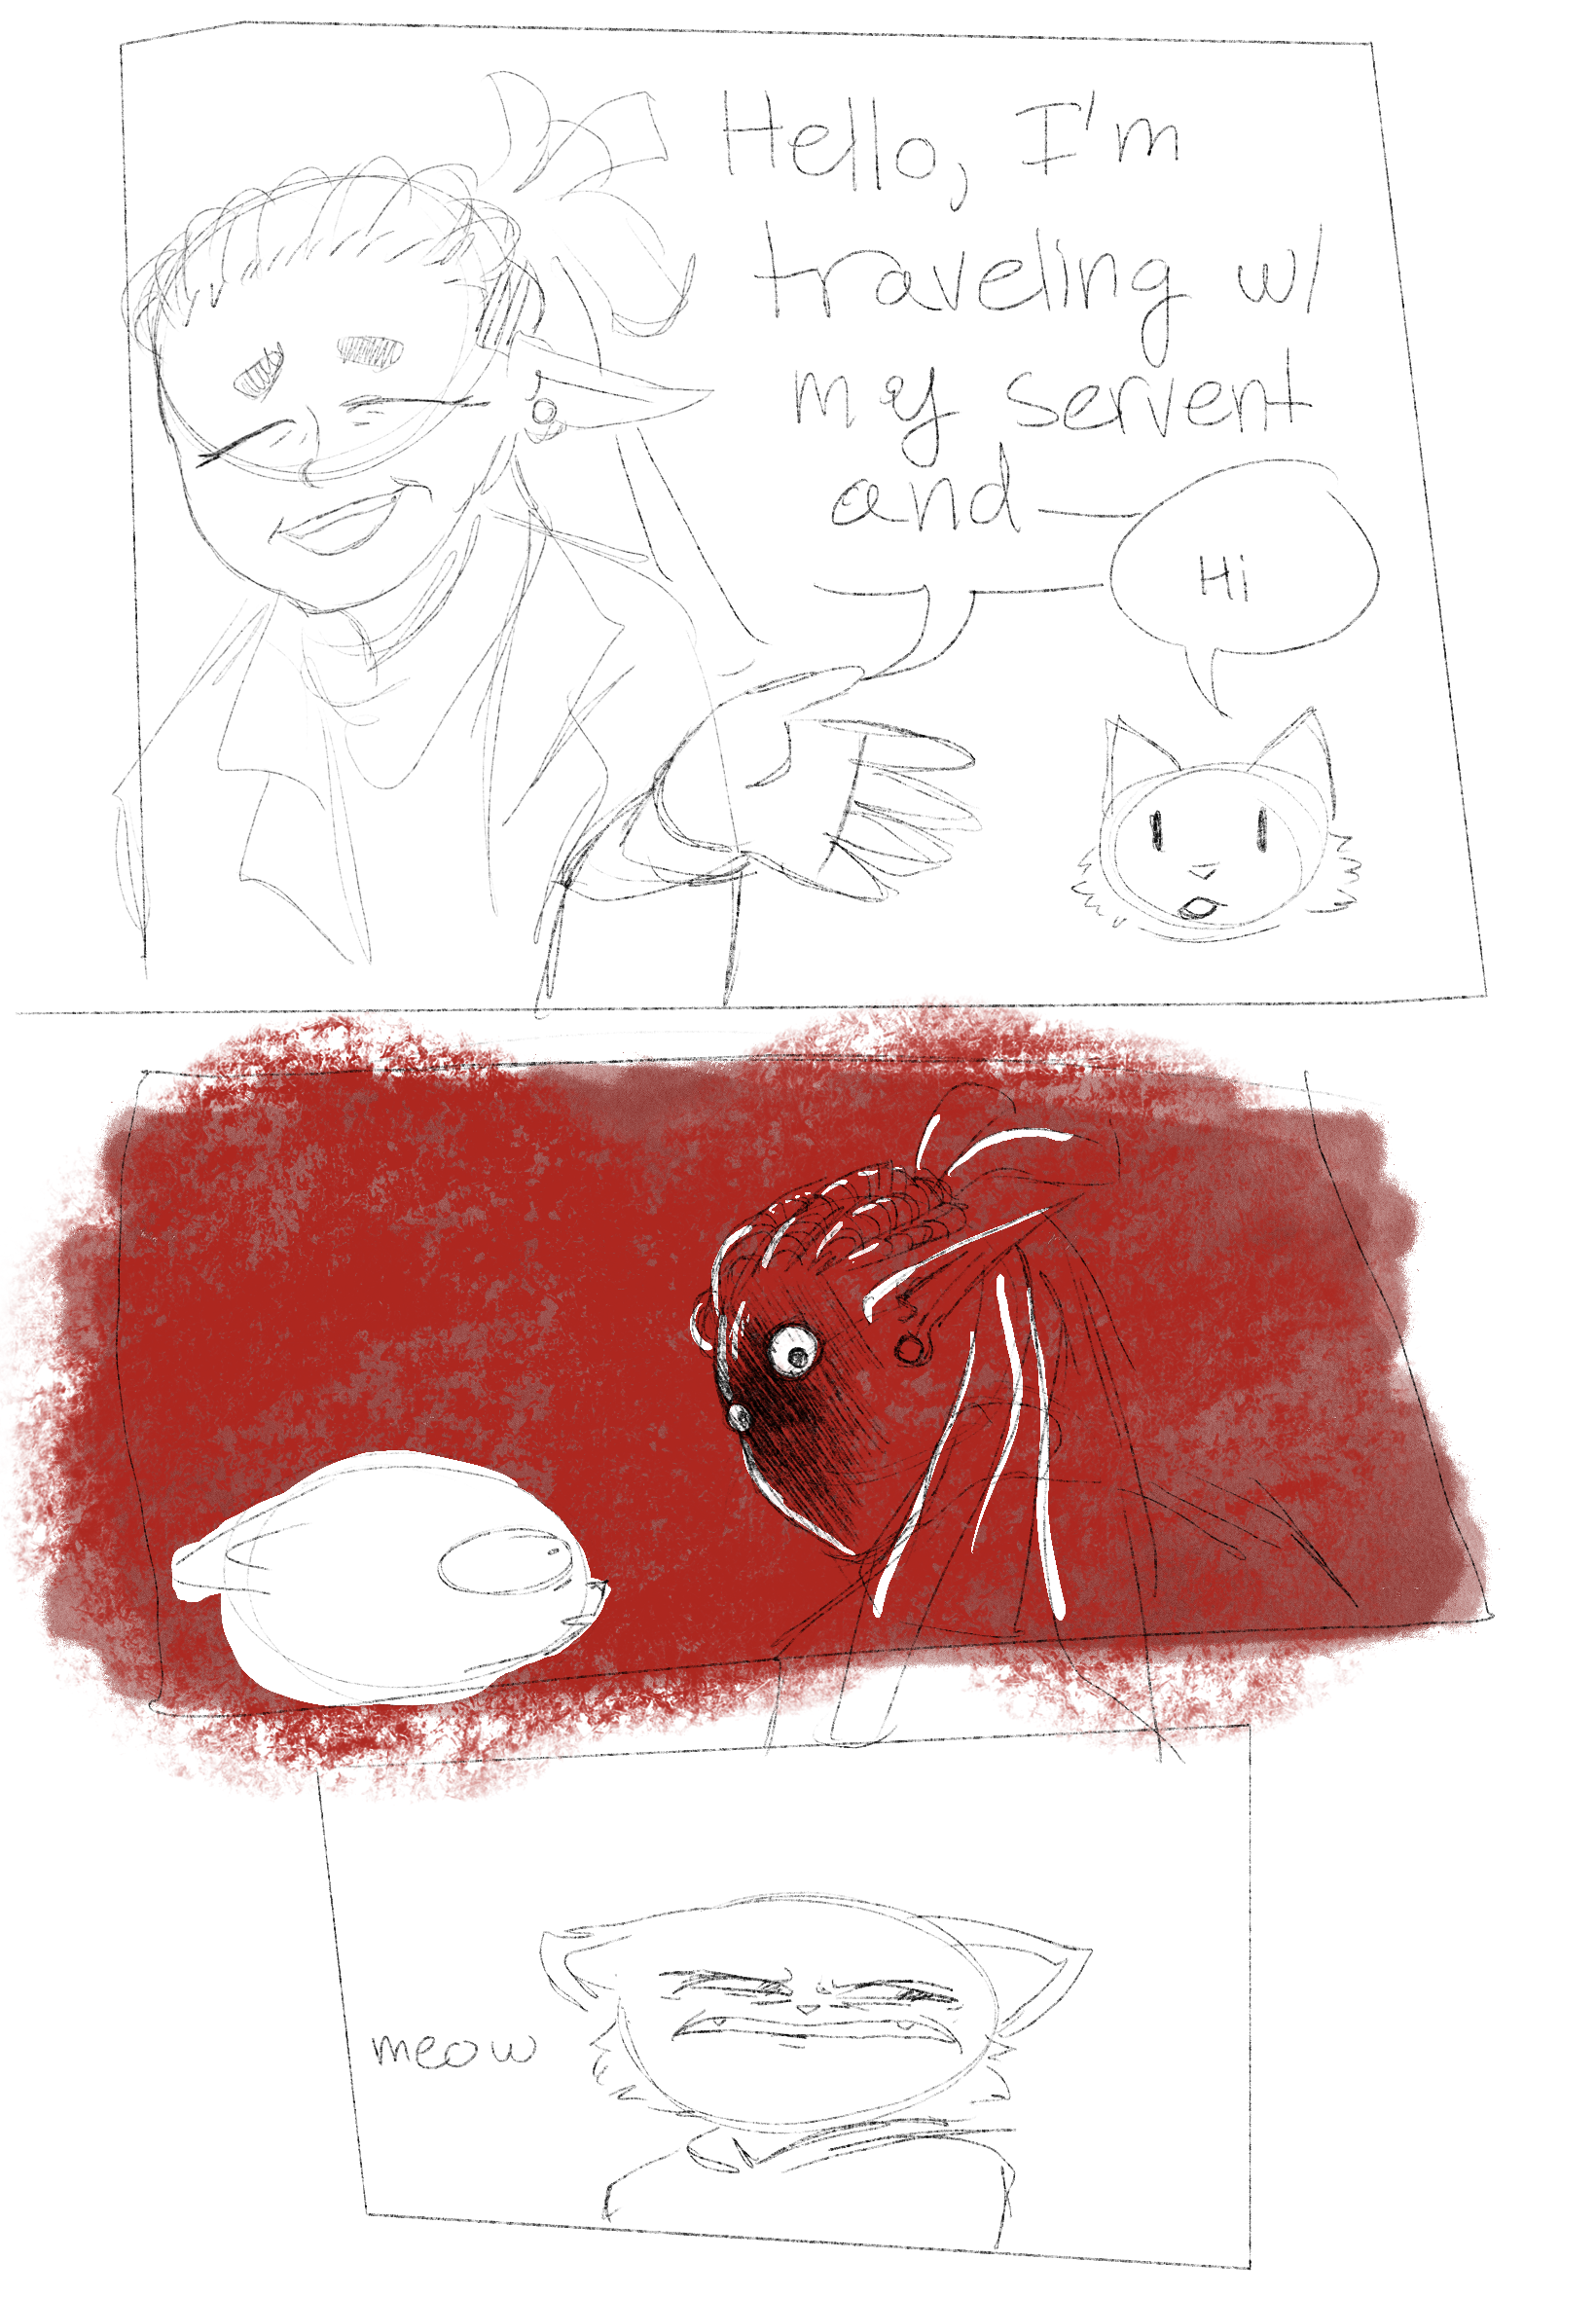 Hello, I'm
traveling w/
my servent
and
Hi
meow